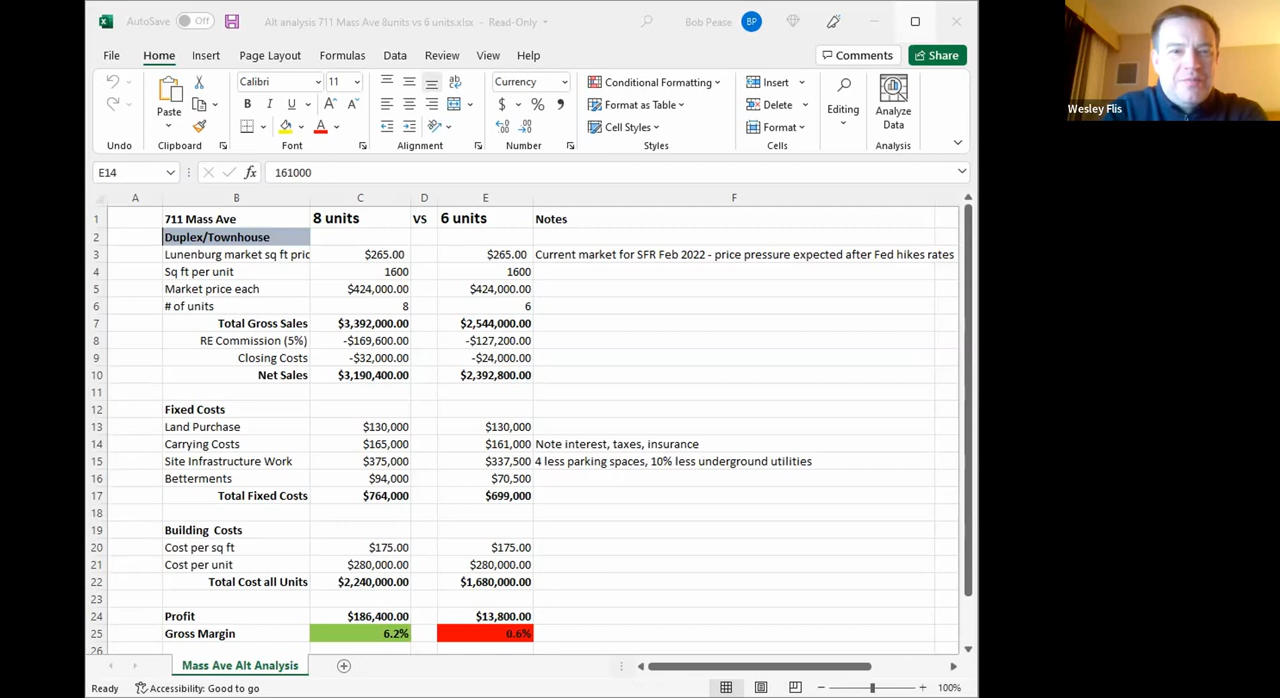 AutoSave Off Alt analysis 711 Mass Ave 8units vs 6 units.xlsx - Read-Only Bob Pease BP
File Home Insert Page Layout Formulas Data Review View Help Comments Share
Calibri 11 ab Currency Conditional Formatting Insert
Paste B I U A A $ % 9 Format as Table Delete Editing Analyze Data
A Cell Styles Format
Undo Clipboard Font Alignment Number Styles Cells Analysis
E14 fx 161000
A B C D E F
1 711 Mass Ave 8 units VS 6 units Notes
2 Duplex/Townhouse
3 Lunenburg market sq ft pric $265.00 $265.00 Current market for SFR Feb 2022 - price pressure expected after Fed hikes rates
4 Sq ft per unit 1600 1600
5 Market price each $424,000.00 $424,000.00
6 # of units 8 6
7 Total Gross Sales $3,392,000.00 $2,544,000.00
8 RE Commission (5%) -$169,600.00 -$127,200.00
9 Closing Costs -$32,000.00 -$24,000.00
10 Net Sales $3,190,400.00 $2,392,800.00
11
12 Fixed Costs
13 Land Purchase $130,000 $130,000
14 Carrying Costs $165,000 $161,000 Note interest, taxes, insurance
15 Site Infrastructure Work $375,000 $337,500 4 less parking spaces, 10% less underground utilities
16 Betterments $94,000 $70,500
17 Total Fixed Costs $764,000 $699,000
18
19 Building Costs
20 Cost per sq ft $175.00 $175.00
21 Cost per unit $280,000.00 $280,000.00
22 Total Cost all Units $2,240,000.00 $1,680,000.00
23
24 Profit $186,400.00 $13,800.00
25 Gross Margin 6.2% 0.6%
26
Mass Ave Alt Analysis
Ready Accessibility: Good to go 100%
Wesley Flis